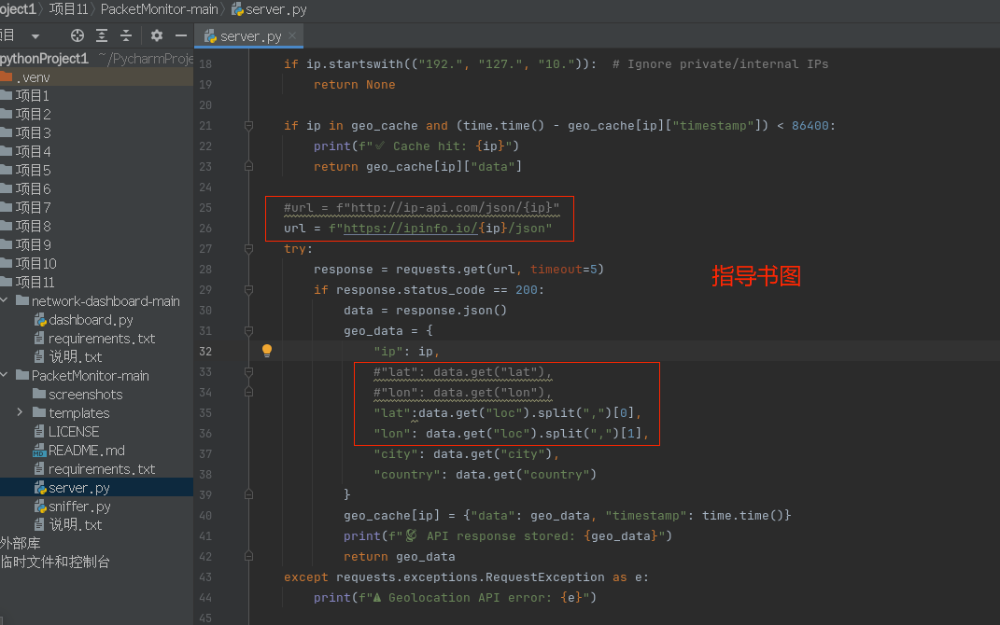 oject1 〉 项目11 〉 PacketMonitor-main 〉 server.py
项目
server.py ×
pythonProject1 ~/PycharmProje
.venv
项目1
项目2
项目3
项目4
项目5
项目6
项目7
项目8
项目9
项目10
项目11
network-dashboard-main
dashboard.py
requirements.txt
说明.txt
PacketMonitor-main
screenshots
templates
LICENSE
README.md
requirements.txt
server.py
sniffer.py
说明.txt
外部库
临时文件和控制台
18 if ip.startswith(("192.", "127.", "10.")):  # Ignore private/internal IPs
19 return None
20
21 if ip in geo_cache and (time.time() - geo_cache[ip]["timestamp"]) < 86400:
22 print(f"✅ Cache hit: {ip}")
23 return geo_cache[ip]["data"]
24
25 #url = f"http://ip-api.com/json/{ip}"
26 url = f"https://ipinfo.io/{ip}/json"
27 try:
28 response = requests.get(url, timeout=5)
29 if response.status_code == 200:
30 data = response.json()
31 geo_data = {
32 "ip": ip,
33 #"lat": data.get("lat"),
34 #"lon": data.get("lon"),
35 "lat":data.get("loc").split(",")[0],
36 "lon": data.get("loc").split(",")[1],
37 "city": data.get("city"),
38 "country": data.get("country")
39 }
40 geo_cache[ip] = {"data": geo_data, "timestamp": time.time()}
41 print(f"📡 API response stored: {geo_data}")
42 return geo_data
43 except requests.exceptions.RequestException as e:
44 print(f"⚠ Geolocation API error: {e}")
45
指导书图